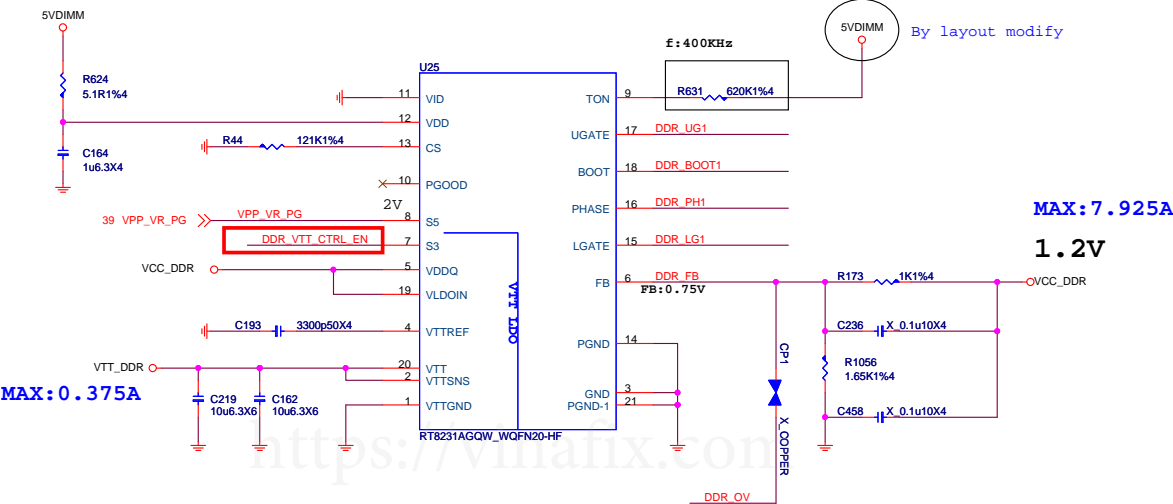 5VDIMM
5VDIMM
By layout modify
f:400KHz
U25
R624
5.1R1%4
11
VID
TON
9
R631
620K1%4
12
VDD
UGATE
17
DDR_UG1
R44
121K1%4
13
CS
C164
1u6.3X4
BOOT
18
DDR_BOOT1
10
PGOOD
2V
PHASE
16
DDR_PH1
39 VPP_VR_PG
VPP_VR_PG
8
S5
MAX:7.925A
DDR_VTT_CTRL_EN
7
S3
LGATE
15
DDR_LG1
1.2V
VCC_DDR
5
VDDQ
FB
6
DDR_FB
FB:0.75V
R173
1K1%4
VCC_DDR
19
VLDOIN
VTT LDO
C193
3300p50X4
4
VTTREF
C236
X_0.1u10X4
PGND
14
CP1
R1056
1.65K1%4
VTT_DDR
20
VTT
2
VTTSNS
MAX:0.375A
C219
10u6.3X6
C162
10u6.3X6
GND
3
1
VTTGND
PGND-1
21
C458
X_0.1u10X4
X_COPPER
RT8231AGQW_WQFN20-HF
https://vinafix.com
DDR_OV